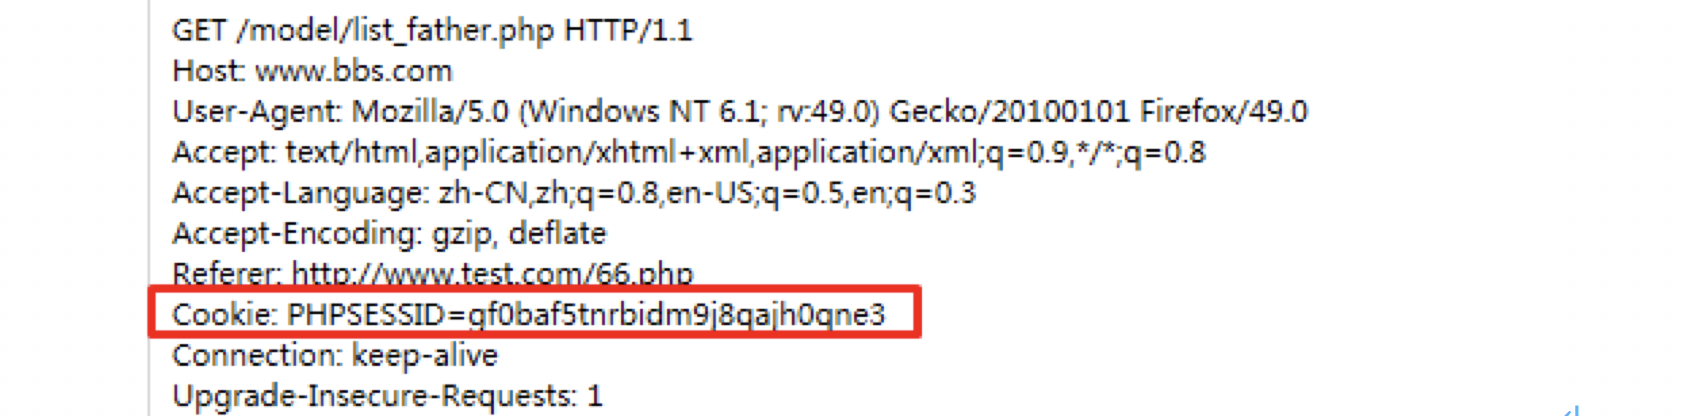 GET /model/list_father.php HTTP/1.1
Host: www.bbs.com
User-Agent: Mozilla/5.0 (Windows NT 6.1; rv:49.0) Gecko/20100101 Firefox/49.0
Accept: text/html,application/xhtml+xml,application/xml;q=0.9,*/*;q=0.8
Accept-Language: zh-CN,zh;q=0.8,en-US;q=0.5,en;q=0.3
Accept-Encoding: gzip, deflate
Referer: http://www.test.com/66.php
Cookie: PHPSESSID=gf0baf5tnrbidm9j8qajh0qne3
Connection: keep-alive
Upgrade-Insecure-Requests: 1